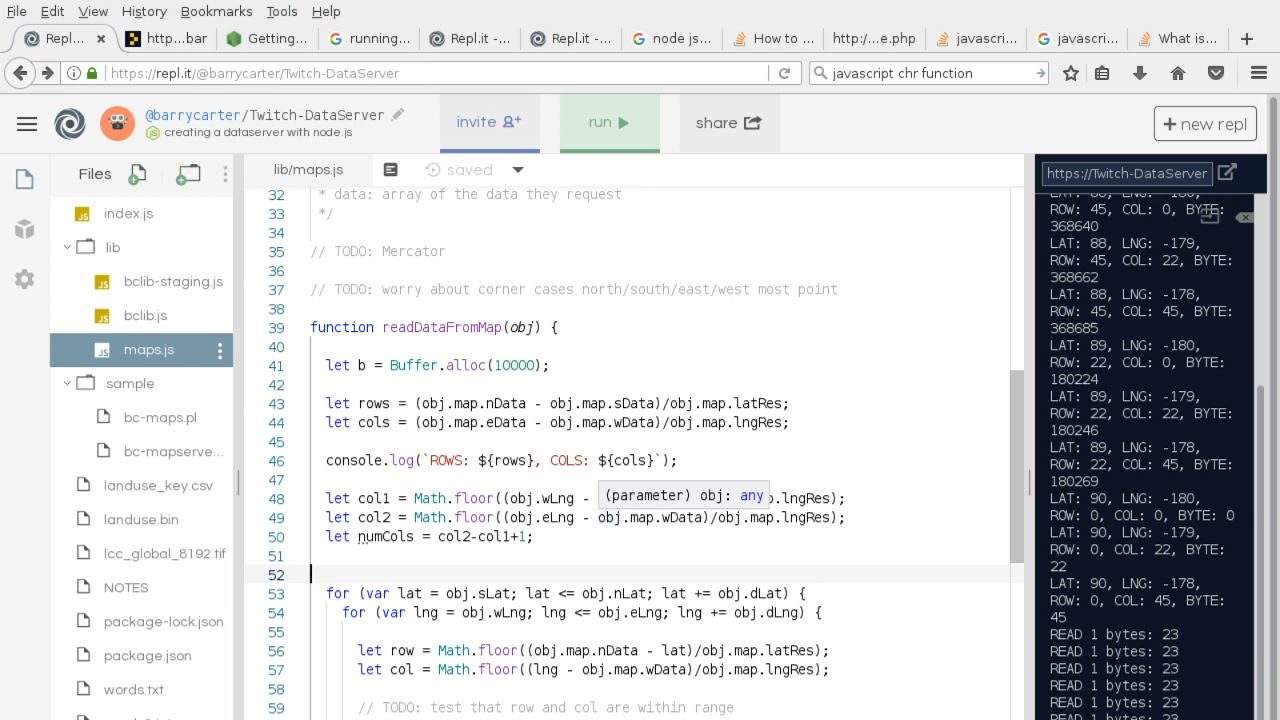 File Edit View History Bookmarks Tools Help
Repl... × http:...bar Getting... running... Repl.it -... Repl.it -... node js... How to ... http:/...e.php javascri... javascri... What is... +
https://repl.it/@barrycarter/Twitch-DataServer
javascript chr function
@barrycarter/Twitch-DataServer
creating a dataserver with node.js
invite
run
share
+ new repl
Files
index.js
lib
bclib-staging.js
bclib.js
maps.js
sample
bc-maps.pl
bc-mapserve...
landuse_key.csv
landuse.bin
lcc_global_8192.tif
NOTES
package-lock.json
package.json
words.txt
lib/maps.js
saved
32 * data: array of the data they request
33 */
34
35 // TODO: Mercator
36
37 // TODO: worry about corner cases north/south/east/west most point
38
39 function readDataFromMap(obj) {
40
41 let b = Buffer.alloc(10000);
42
43 let rows = (obj.map.nData - obj.map.sData)/obj.map.latRes;
44 let cols = (obj.map.eData - obj.map.wData)/obj.map.lngRes;
45
46 console.log(`ROWS: ${rows}, COLS: ${cols}`);
47
(parameter) obj: any
48 let col1 = Math.floor((obj.wLng - p.lngRes);
49 let col2 = Math.floor((obj.eLng - obj.map.wData)/obj.map.lngRes);
50 let numCols = col2-col1+1;
51
52
53 for (var lat = obj.sLat; lat <= obj.nLat; lat += obj.dLat) {
54 for (var lng = obj.wLng; lng <= obj.eLng; lng += obj.dLng) {
55
56 let row = Math.floor((obj.map.nData - lat)/obj.map.latRes);
57 let col = Math.floor((lng - obj.map.wData)/obj.map.lngRes);
58
59 // TODO: test that row and col are within range
https://Twitch-DataServer
ROW: 45, COL: 0, BYTE:
368640
LAT: 88, LNG: -179,
ROW: 45, COL: 22, BYTE:
368662
LAT: 88, LNG: -178,
ROW: 45, COL: 45, BYTE:
368685
LAT: 89, LNG: -180,
ROW: 22, COL: 0, BYTE:
180224
LAT: 89, LNG: -179,
ROW: 22, COL: 22, BYTE:
180246
LAT: 89, LNG: -178,
ROW: 22, COL: 45, BYTE:
180269
LAT: 90, LNG: -180,
ROW: 0, COL: 0, BYTE: 0
LAT: 90, LNG: -179,
ROW: 0, COL: 22, BYTE:
22
LAT: 90, LNG: -178,
ROW: 0, COL: 45, BYTE:
45
READ 1 bytes: 23
READ 1 bytes: 23
READ 1 bytes: 23
READ 1 bytes: 23
READ 1 bytes: 23
READ 1 bytes: 23